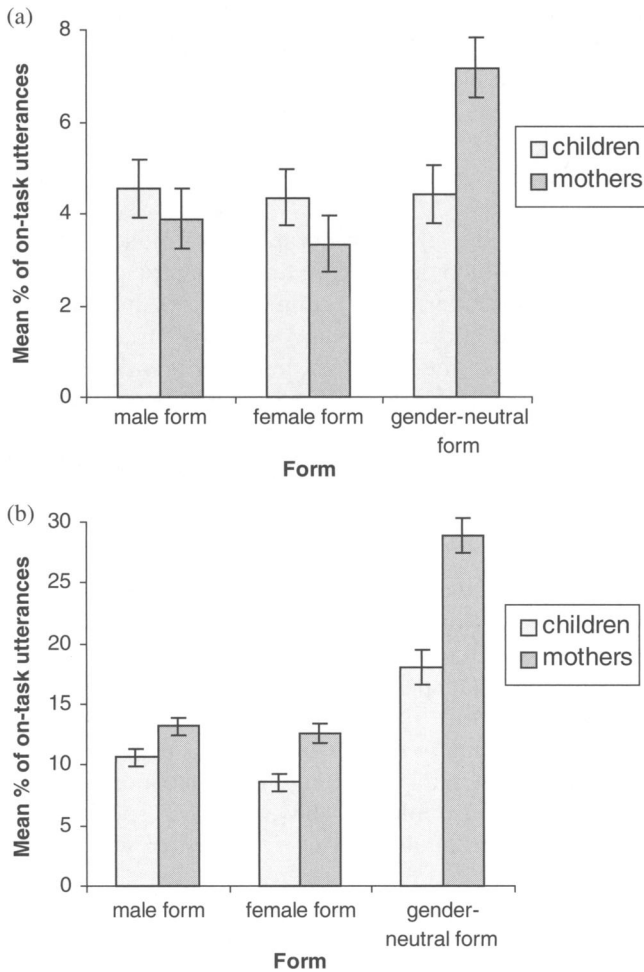 (a)
8
6
4
2
0
Mean % of on-task utterances
male form
female form
gender-neutral
form
Form
children
mothers
(b)
30
25
20
15
10
5
0
Mean % of on-task utterances
male form
female form
gender-
neutral form
Form
children
mothers